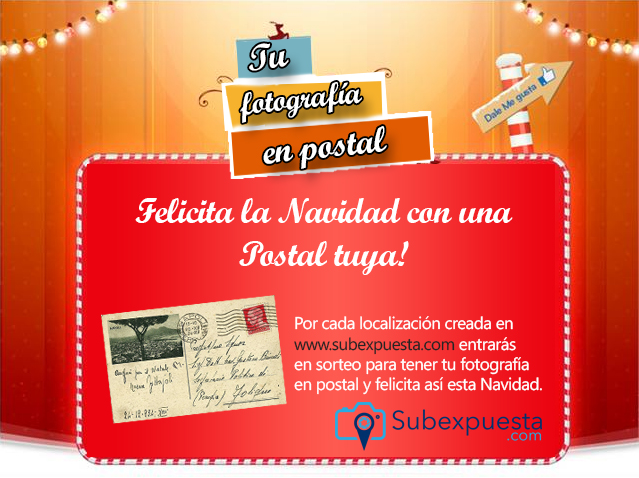 Tu
fotografía
en postal
Dale Me gusta
Felicita la Navidad con una
Postal tuya!
Por cada localización creada en
www.subexpuesta.com entrarás
en sorteo para tener tu fotografía
en postal y felicita así esta Navidad.
Subexpuesta
.com